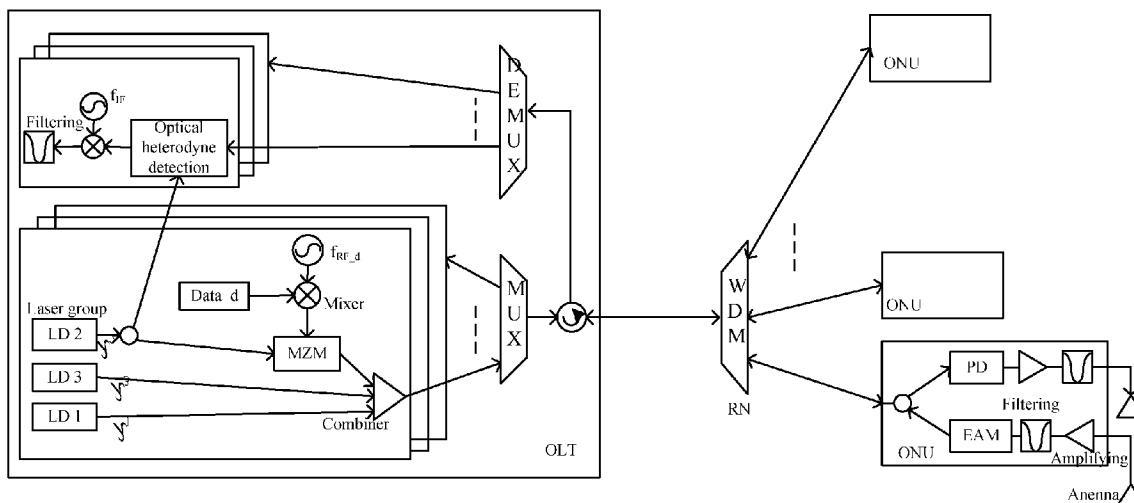 DEMUX
ONU
f_IF
Filtering
Optical
heterodyne
detection
f_RF_d
Data d
Mixer
Laser group
LD 2
MZM
LD 3
LD 1
Combiner
MUX
OLT
WDM
RN
ONU
PD
Filtering
EAM
ONU
Amplifying
Anenna